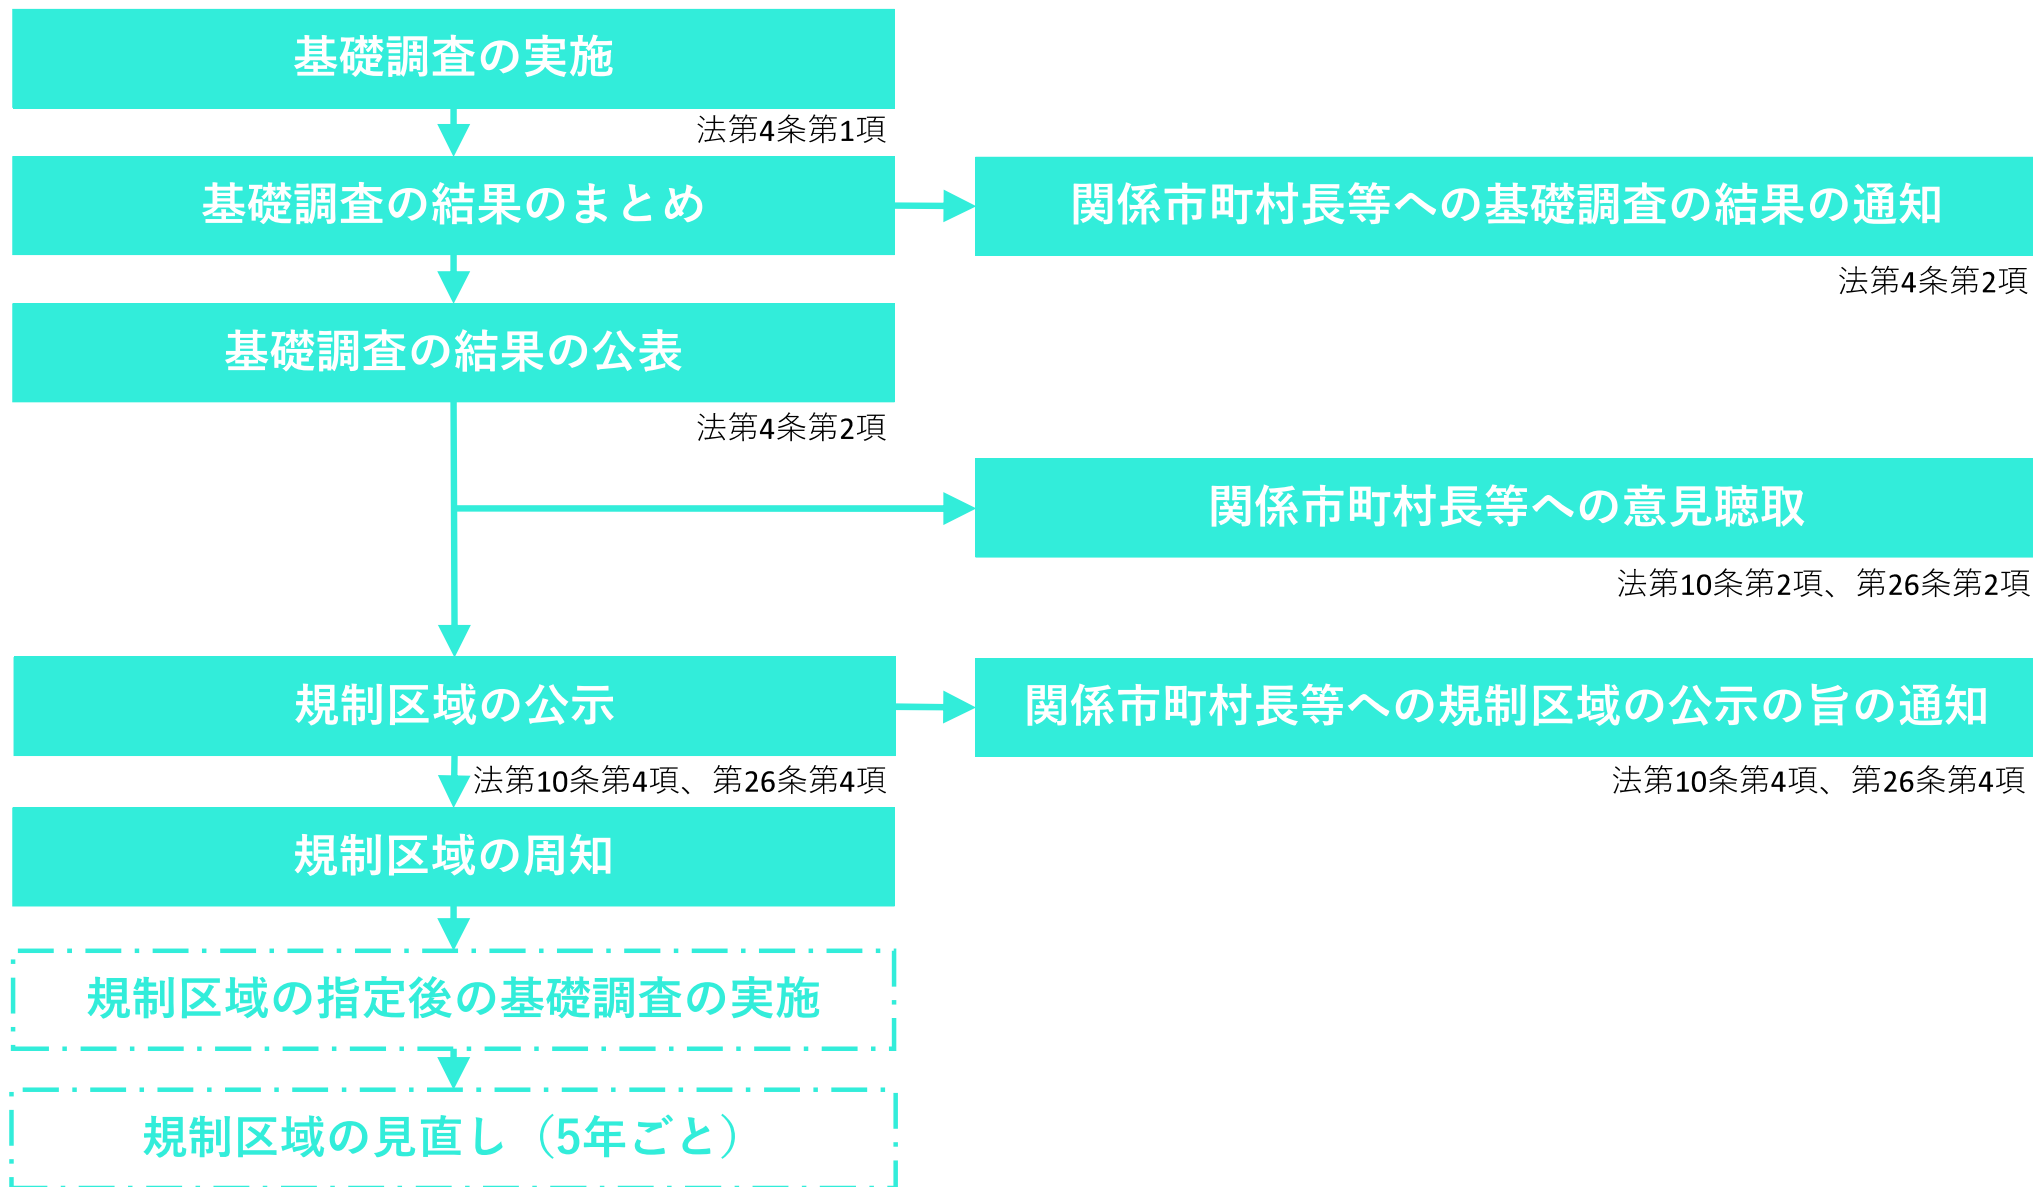 基礎調査の実施
法第4条第1項
基礎調査の結果のまとめ
関係市町村長等への基礎調査の結果の通知
法第4条第2項
基礎調査の結果の公表
法第4条第2項
関係市町村長等への意見聴取
法第10条第2項、第26条第2項
規制区域の公示
関係市町村長等への規制区域の公示の旨の通知
法第10条第4項、第26条第4項
法第10条第4項、第26条第4項
規制区域の周知
規制区域の指定後の基礎調査の実施
規制区域の見直し（5年ごと）